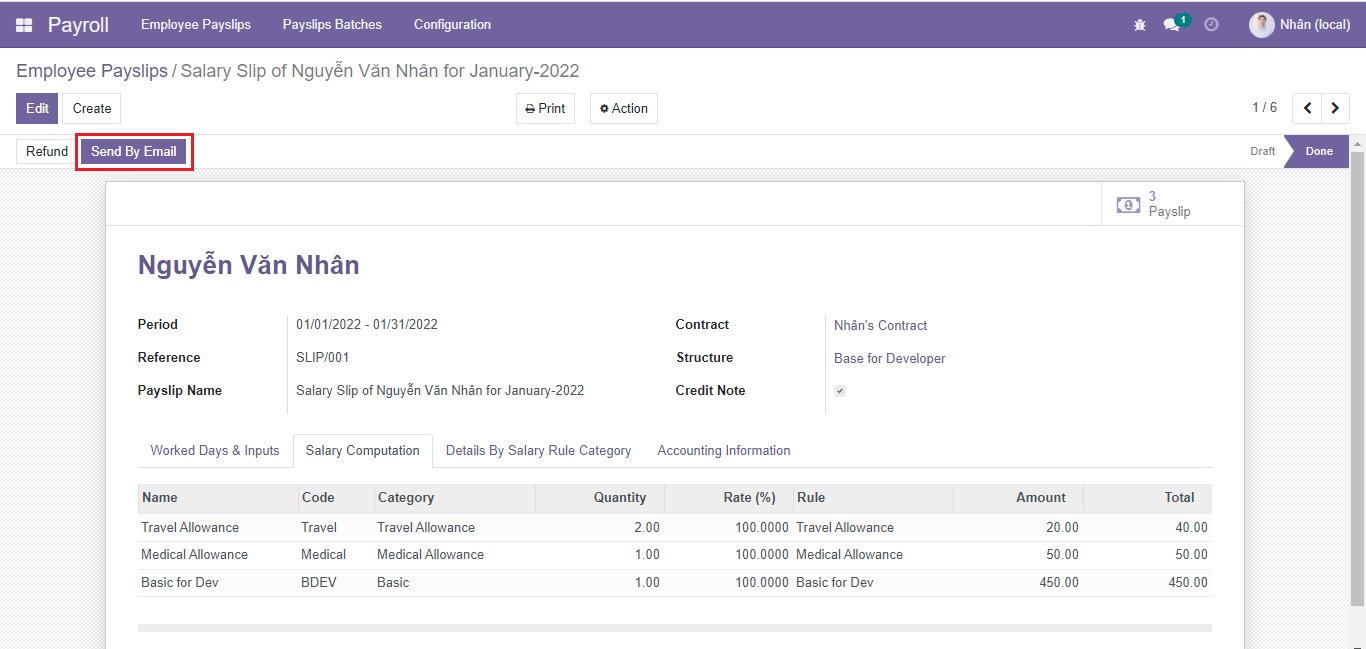 Payroll Employee Payslips Payslips Batches Configuration 1 Nhân (local)
Employee Payslips / Salary Slip of Nguyễn Văn Nhân for January-2022
Edit Create Print Action 1 / 6
Refund Send By Email Draft Done
3
Payslip
Nguyễn Văn Nhân
Period 01/01/2022 - 01/31/2022 Contract Nhân's Contract
Reference SLIP/001 Structure Base for Developer
Payslip Name Salary Slip of Nguyễn Văn Nhân for January-2022 Credit Note
Worked Days & Inputs Salary Computation Details By Salary Rule Category Accounting Information
Name Code Category Quantity Rate (%) Rule Amount Total
Travel Allowance Travel Travel Allowance 2.00 100.0000 Travel Allowance 20.00 40.00
Medical Allowance Medical Medical Allowance 1.00 100.0000 Medical Allowance 50.00 50.00
Basic for Dev BDEV Basic 1.00 100.0000 Basic for Dev 450.00 450.00